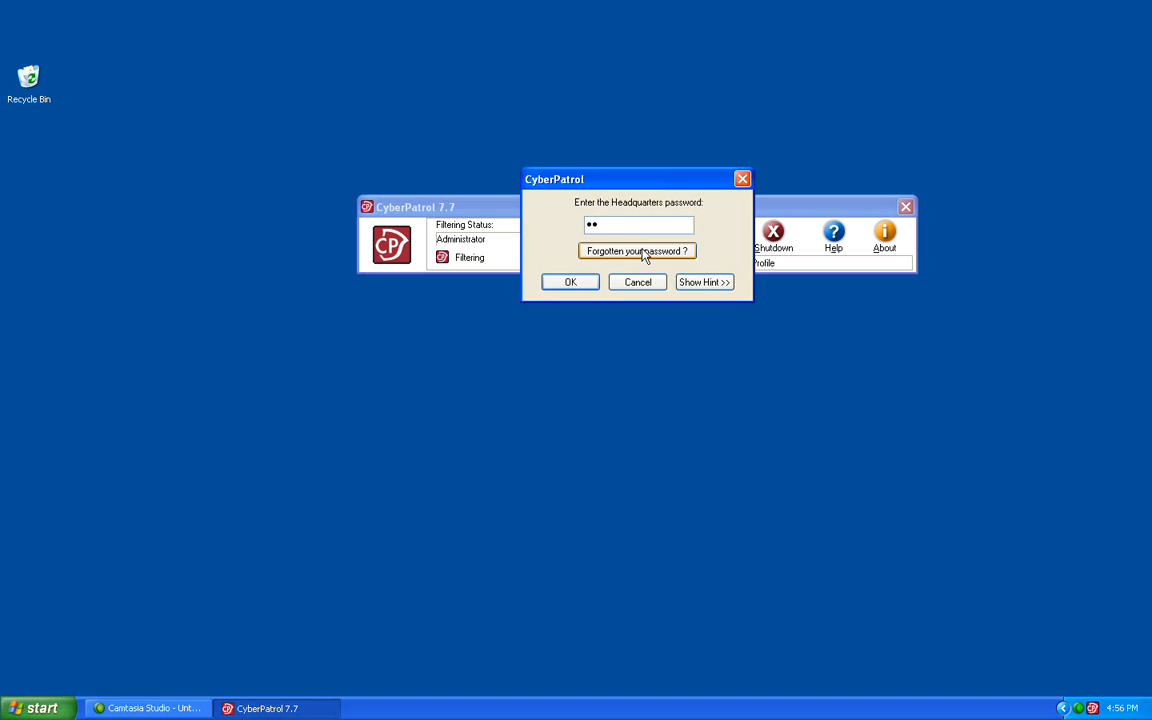 Recycle Bin
CyberPatrol 7.7
CP
Filtering Status:
Administrator
Filtering
Shutdown
Help
About
Profile
CyberPatrol
Enter the Headquarters password:
••
Forgotten your password ?
OK
Cancel
Show Hint >>
start
Camtasia Studio - Unt...
CyberPatrol 7.7
4:56 PM